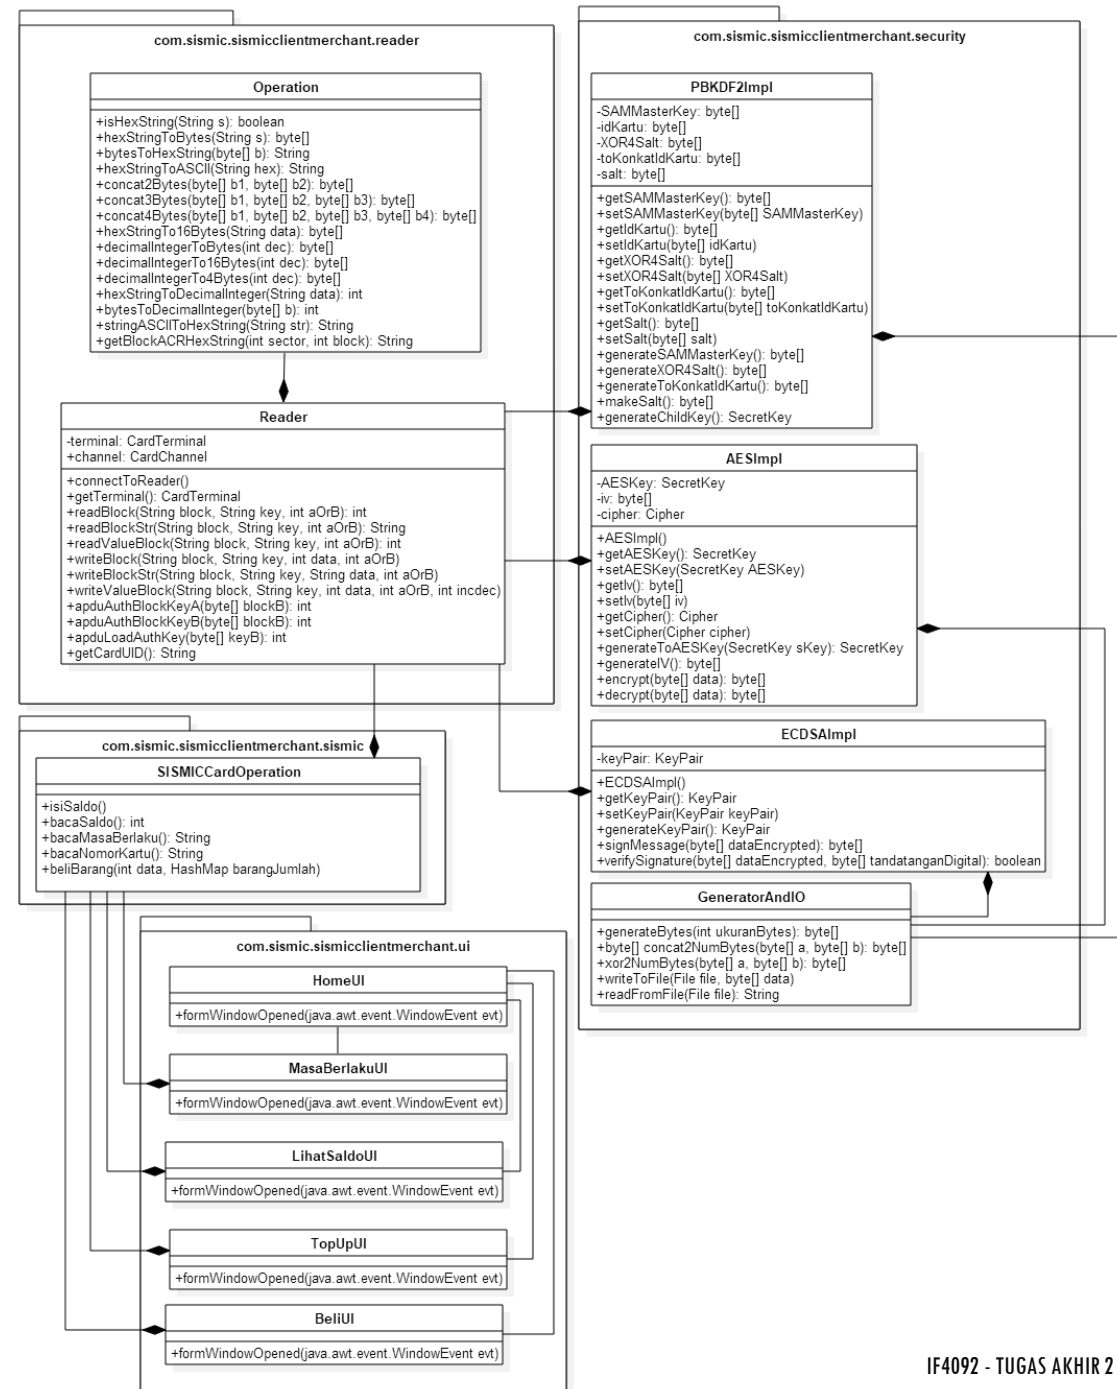 com.sismic.sismicclientmerchant.reader
Operation
+isHexString(String s): boolean
+hexStringToBytes(String s): byte[]
+bytesToHexString(byte[] b): String
+hexStringToASCII(String hex): String
+concat2Bytes(byte[] b1, byte[] b2): byte[]
+concat3Bytes(byte[] b1, byte[] b2, byte[] b3): byte[]
+concat4Bytes(byte[] b1, byte[] b2, byte[] b3, byte[] b4): byte[]
+hexStringTo16Bytes(String data): byte[]
+decimalIntegerToBytes(int dec): byte[]
+decimalIntegerTo16Bytes(int dec): byte[]
+decimalIntegerTo4Bytes(int dec): byte[]
+hexStringToDecimalInteger(String data): int
+bytesToDecimalInteger(byte[] b): int
+stringASCIIToHexString(String str): String
+getBlockACRHexString(int sector, int block): String
Reader
-terminal: CardTerminal
+channel: CardChannel
+connectToReader()
+getTerminal(): CardTerminal
+readBlock(String block, String key, int aOrB): int
+readBlockStr(String block, String key, int aOrB): String
+readValueBlock(String block, String key, int aOrB): int
+writeBlock(String block, String key, int data, int aOrB)
+writeBlockStr(String block, String key, String data, int aOrB)
+writeValueBlock(String block, String key, int data, int aOrB, int incdec)
+apduAuthBlockKeyA(byte[] blockB): int
+apduAuthBlockKeyB(byte[] blockB): int
+apduLoadAuthKey(byte[] keyB): int
+getCardUID(): String
com.sismic.sismicclientmerchant.sismic
SISMICCardOperation
+isiSaldo()
+bacaSaldo(): int
+bacaMasaBerlaku(): String
+bacaNomorKartu(): String
+beliBarang(int data, HashMap barangJumlah)
com.sismic.sismicclientmerchant.ui
HomeUI
+formWindowOpened(java.awt.event.WindowEvent evt)
MasaBerlakuUI
+formWindowOpened(java.awt.event.WindowEvent evt)
LihatSaldoUI
+formWindowOpened(java.awt.event.WindowEvent evt)
TopUpUI
+formWindowOpened(java.awt.event.WindowEvent evt)
BeliUI
+formWindowOpened(java.awt.event.WindowEvent evt)
com.sismic.sismicclientmerchant.security
PBKDF2Impl
-SAMMasterKey: byte[]
-idKartu: byte[]
-XOR4Salt: byte[]
-toKonkatIdKartu: byte[]
-salt: byte[]
+getSAMMasterKey(): byte[]
+setSAMMasterKey(byte[] SAMMasterKey)
+getIdKartu(): byte[]
+setIdKartu(byte[] idKartu)
+getXOR4Salt(): byte[]
+setXOR4Salt(byte[] XOR4Salt)
+getToKonkatIdKartu(): byte[]
+setToKonkatIdKartu(byte[] toKonkatIdKartu)
+getSalt(): byte[]
+setSalt(byte[] salt)
+generateSAMMasterKey(): byte[]
+generateXOR4Salt(): byte[]
+generateToKonkatIdKartu(): byte[]
+makeSalt(): byte[]
+generateChildKey(): SecretKey
AESImpl
-AESKey: SecretKey
-iv: byte[]
-cipher: Cipher
+AESImpl()
+getAESKey(): SecretKey
+setAESKey(SecretKey AESKey)
+getIv(): byte[]
+setIv(byte[] iv)
+getCipher(): Cipher
+setCipher(Cipher cipher)
+generateToAESKey(SecretKey sKey): SecretKey
+generateIV(): byte[]
+encrypt(byte[] data): byte[]
+decrypt(byte[] data): byte[]
ECDSAImpl
-keyPair: KeyPair
+ECDSAImpl()
+getKeyPair(): KeyPair
+setKeyPair(KeyPair keyPair)
+generateKeyPair(): KeyPair
+signMessage(byte[] dataEncrypted): byte[]
+verifySignature(byte[] dataEncrypted, byte[] tandatanganDigital): boolean
GeneratorAndIO
+generateBytes(int ukuranBytes): byte[]
+byte[] concat2NumBytes(byte[] a, byte[] b): byte[]
+xor2NumBytes(byte[] a, byte[] b): byte[]
+writeToFile(File file, byte[] data)
+readFromFile(File file): String
IF4092 - TUGAS AKHIR 2